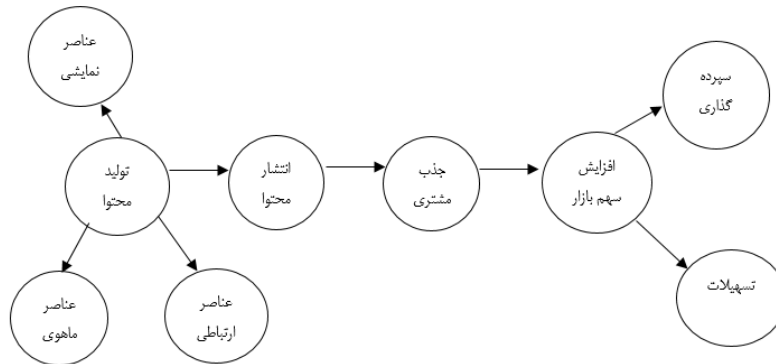 عناصر
نمایشی
سپرده
گذاری
تولید
محتوا
انتشار
محتوا
جذب
مشتری
افزایش
سهم بازار
عناصر
ماهوی
عناصر
ارتباطی
تسهیلات